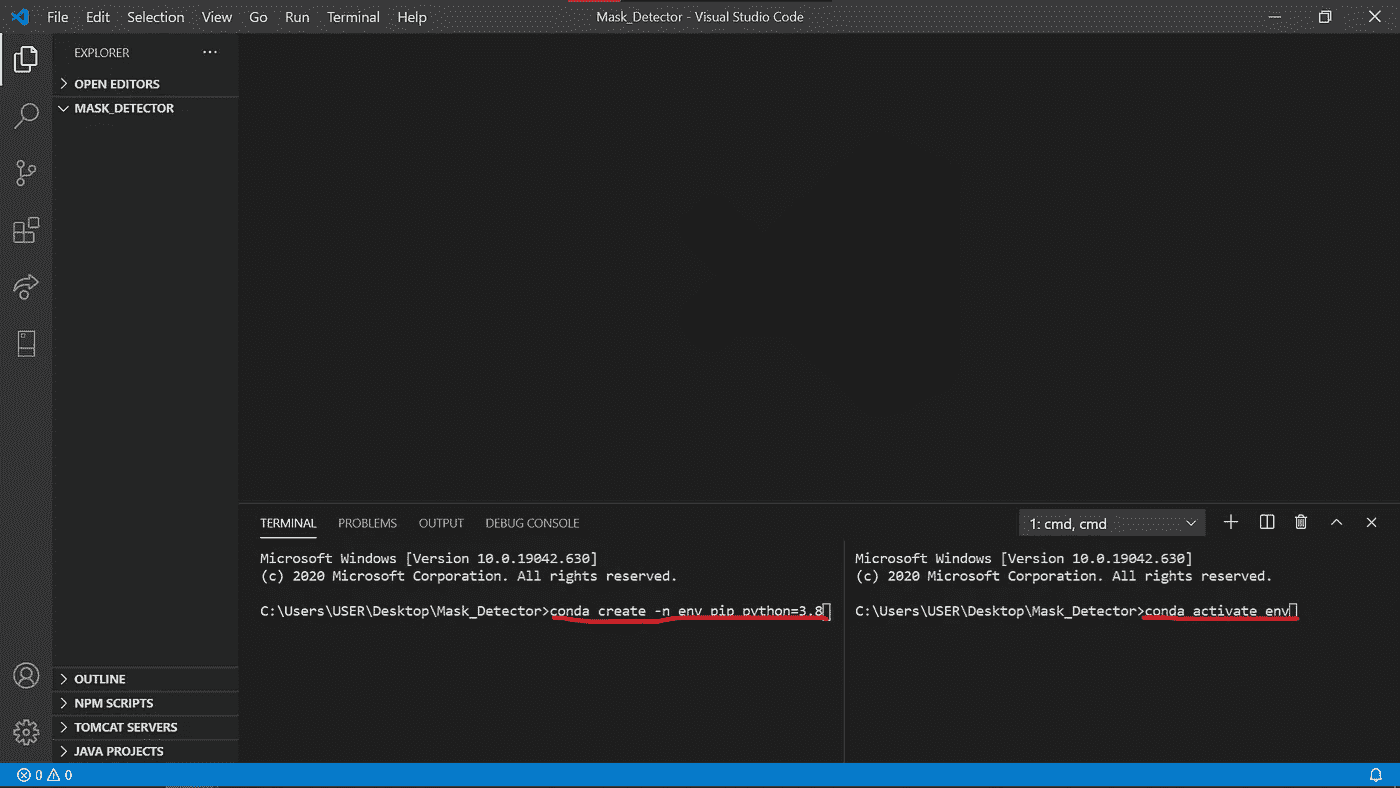 File Edit Selection View Go Run Terminal Help
Mask_Detector - Visual Studio Code
EXPLORER
OPEN EDITORS
MASK_DETECTOR
OUTLINE
NPM SCRIPTS
TOMCAT SERVERS
JAVA PROJECTS
TERMINAL PROBLEMS OUTPUT DEBUG CONSOLE
1: cmd, cmd
Microsoft Windows [Version 10.0.19042.630]
(c) 2020 Microsoft Corporation. All rights reserved.
C:\Users\USER\Desktop\Mask_Detector>conda create -n env pip python=3.8
Microsoft Windows [Version 10.0.19042.630]
(c) 2020 Microsoft Corporation. All rights reserved.
C:\Users\USER\Desktop\Mask_Detector>conda activate env
0 0